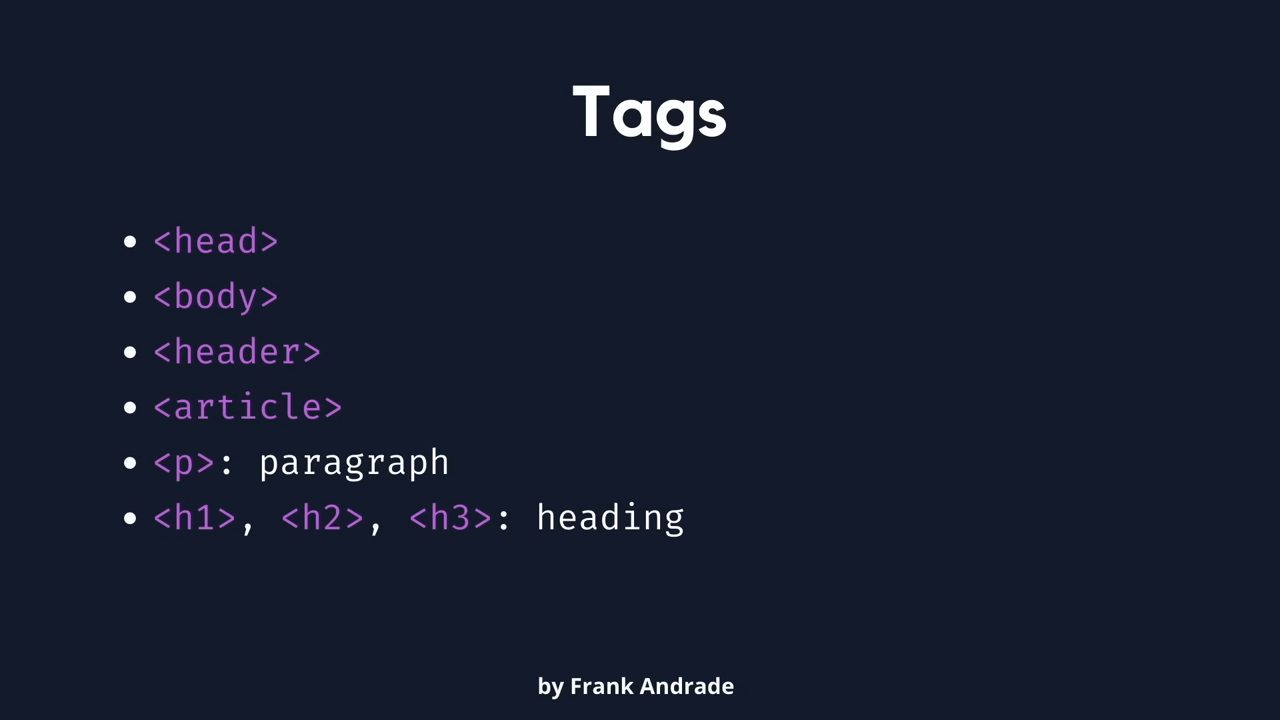 Tags
• <head>
• <body>
• <header>
• <article>
• <p>: paragraph
• <h1>, <h2>, <h3>: heading
by Frank Andrade